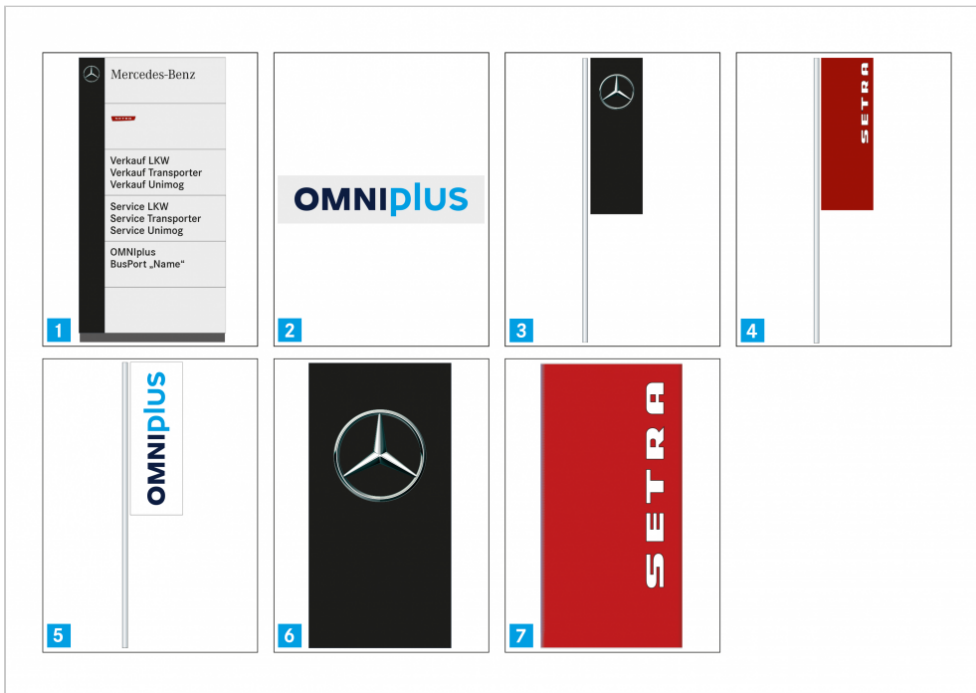 Mercedes-Benz
SETRA
Verkauf LKW
Verkauf Transporter
Verkauf Unimog
Service LKW
Service Transporter
Service Unimog
OMNIplus
BusPort „Name“
1
OMNIplus
2
3
SETRA
4
OMNIplus
5
6
SETRA
7